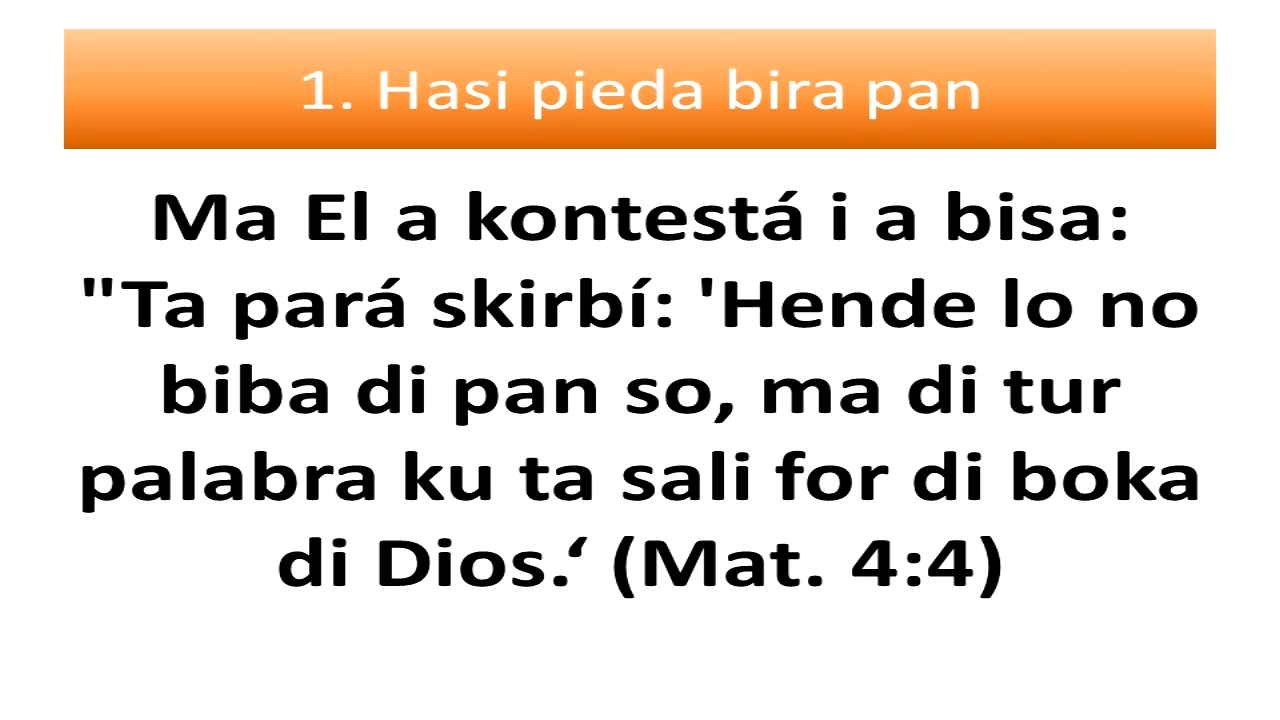 1. Hasi pieda bira pan
Ma El a kontestá i a bisa:
"Ta pará skirbí: 'Hende lo no
biba di pan so, ma di tur
palabra ku ta sali for di boka
di Dios.‘ (Mat. 4:4)